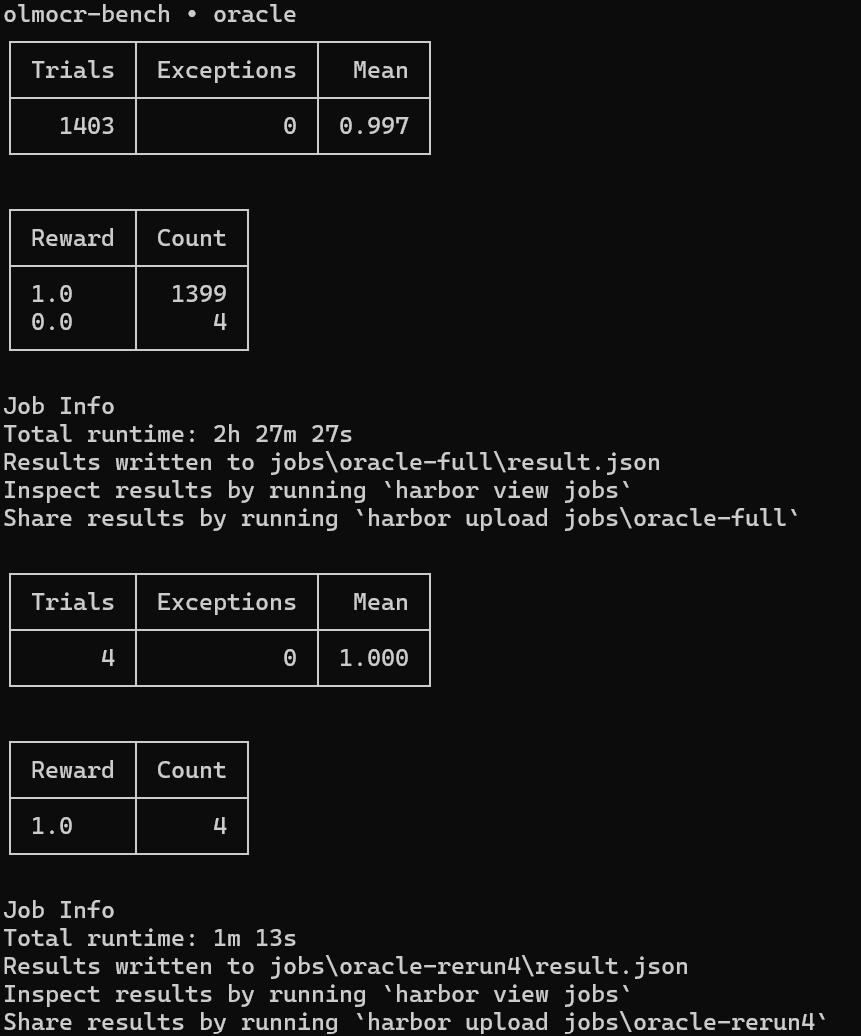 olmocr-bench • oracle
Trials Exceptions Mean
1403 0 0.997
Reward Count
1.0 1399
0.0 4
Job Info
Total runtime: 2h 27m 27s
Results written to jobs\oracle-full\result.json
Inspect results by running `harbor view jobs`
Share results by running `harbor upload jobs\oracle-full`
Trials Exceptions Mean
4 0 1.000
Reward Count
1.0 4
Job Info
Total runtime: 1m 13s
Results written to jobs\oracle-rerun4\result.json
Inspect results by running `harbor view jobs`
Share results by running `harbor upload jobs\oracle-rerun4`